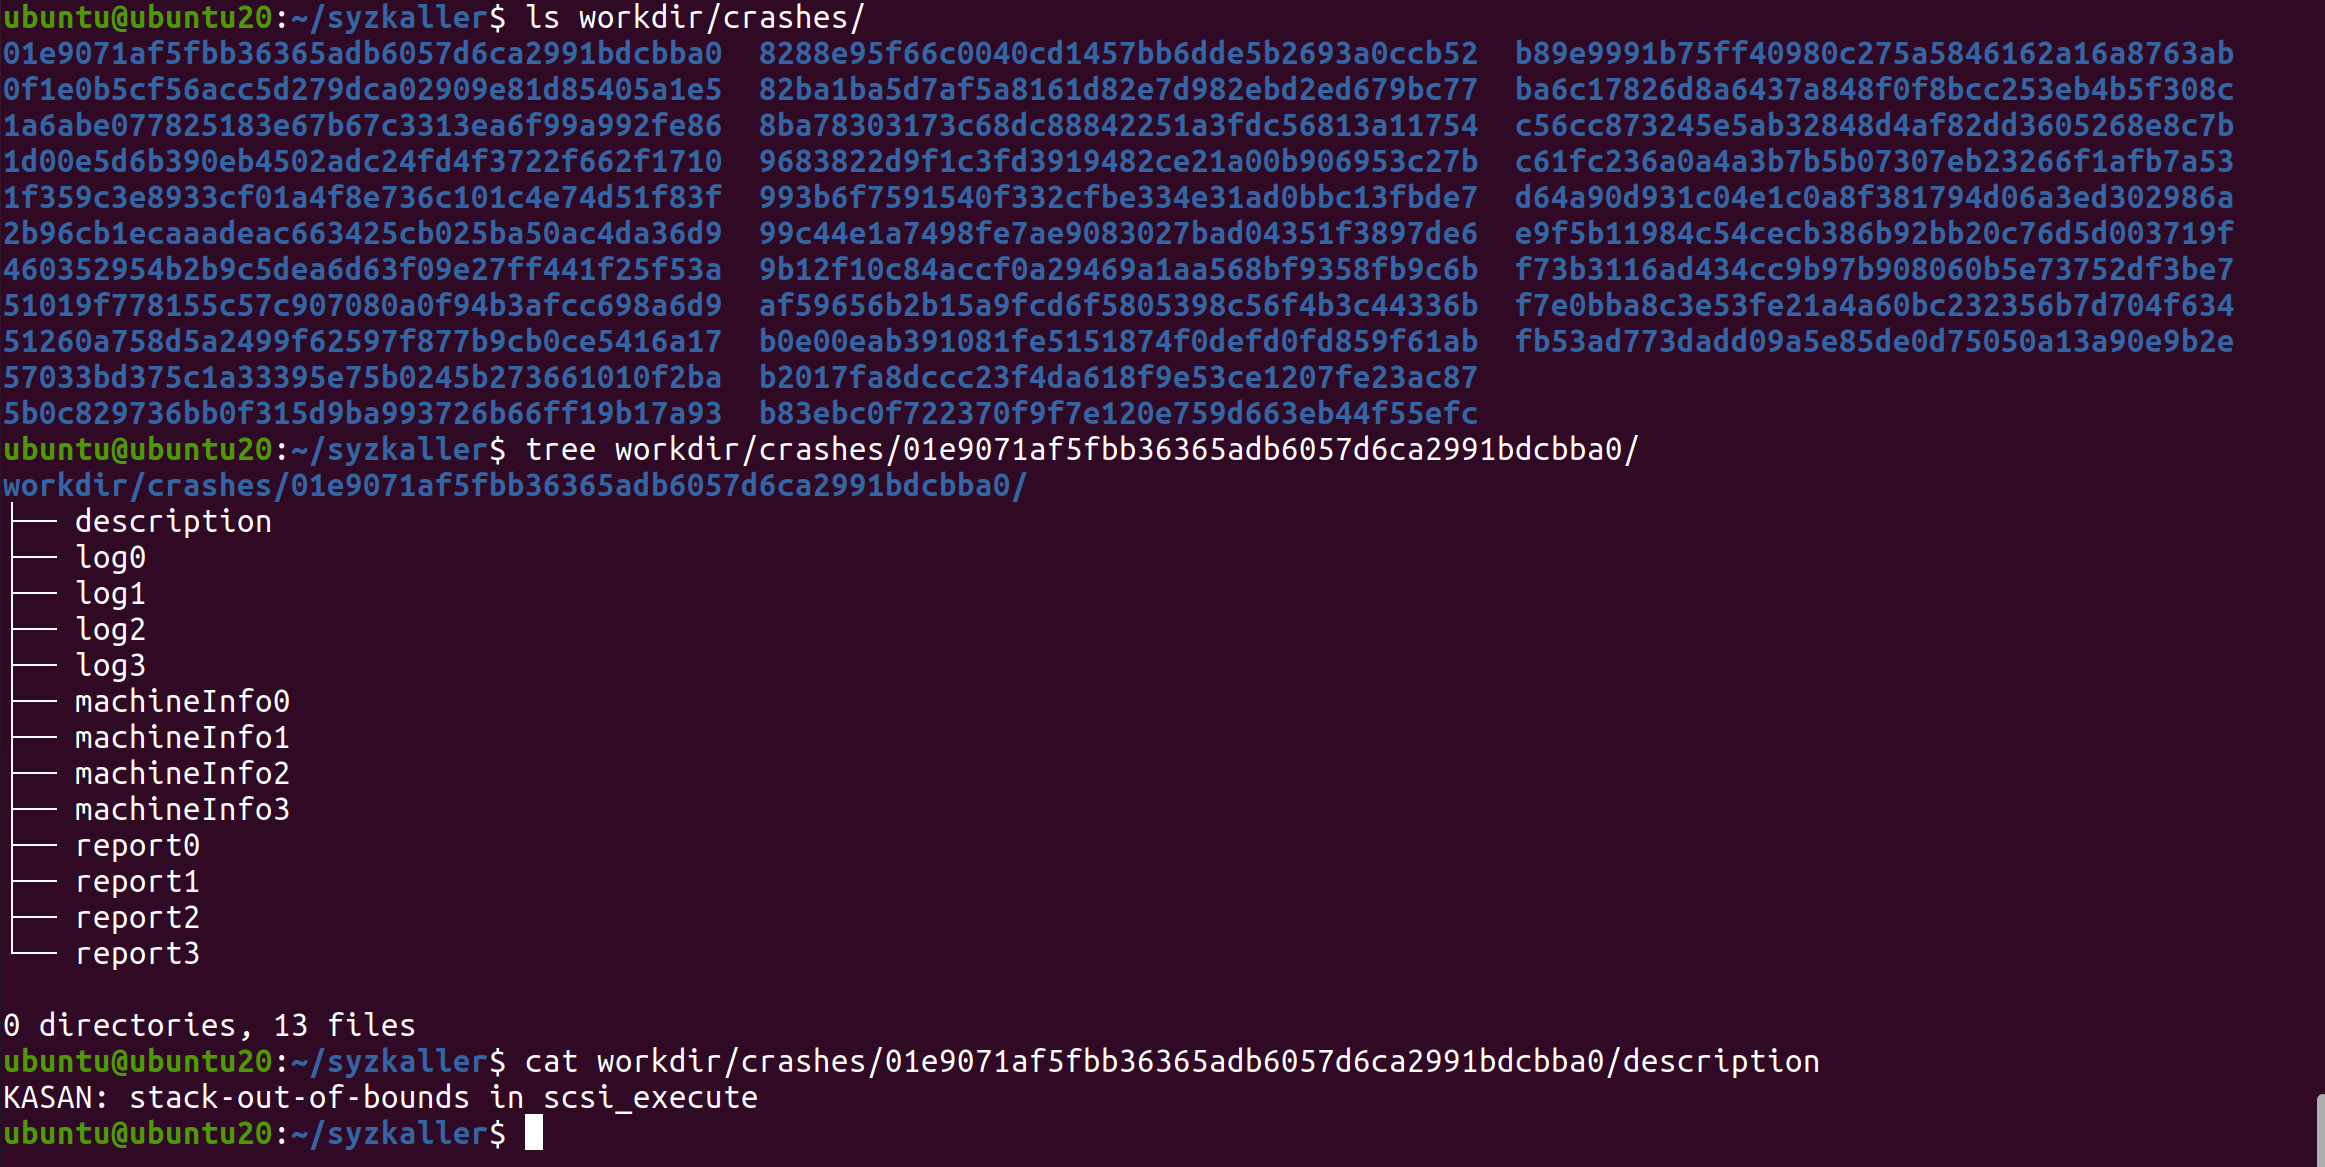 ubuntu@ubuntu20:~/syzkaller$ ls workdir/crashes/
01e9071af5fbb36365adb6057d6ca2991bdcbba0  8288e95f66c0040cd1457bb6dde5b2693a0ccb52  b89e9991b75ff40980c275a5846162a16a8763ab
0f1e0b5cf56acc5d279dca02909e81d85405a1e5  82ba1ba5d7af5a8161d82e7d982ebd2ed679bc77  ba6c17826d8a6437a848f0f8bcc253eb4b5f308c
1a6abe077825183e67b67c3313ea6f99a992fe86  8ba78303173c68dc88842251a3fdc56813a11754  c56cc873245e5ab32848d4af82dd3605268e8c7b
1d00e5d6b390eb4502adc24fd4f3722f662f1710  9683822d9f1c3fd3919482ce21a00b906953c27b  c61fc236a0a4a3b7b5b07307eb23266f1afb7a53
1f359c3e8933cf01a4f8e736c101c4e74d51f83f  993b6f7591540f332cfbe334e31ad0bbc13fbde7  d64a90d931c04e1c0a8f381794d06a3ed302986a
2b96cb1ecaaadeac663425cb025ba50ac4da36d9  99c44e1a7498fe7ae9083027bad04351f3897de6  e9f5b11984c54cecb386b92bb20c76d5d003719f
460352954b2b9c5dea6d63f09e27ff441f25f53a  9b12f10c84accf0a29469a1aa568bf9358fb9c6b  f73b3116ad434cc9b97b908060b5e73752df3be7
51019f778155c57c907080a0f94b3afcc698a6d9  af59656b2b15a9fcd6f5805398c56f4b3c44336b  f7e0bba8c3e53fe21a4a60bc232356b7d704f634
51260a758d5a2499f62597f877b9cb0ce5416a17  b0e00eab391081fe5151874f0defd0fd859f61ab  fb53ad773dadd09a5e85de0d75050a13a90e9b2e
57033bd375c1a33395e75b0245b273661010f2ba  b2017fa8dccc23f4da618f9e53ce1207fe23ac87
5b0c829736bb0f315d9ba993726b66ff19b17a93  b83ebc0f722370f9f7e120e759d663eb44f55efc
ubuntu@ubuntu20:~/syzkaller$ tree workdir/crashes/01e9071af5fbb36365adb6057d6ca2991bdcbba0/
workdir/crashes/01e9071af5fbb36365adb6057d6ca2991bdcbba0/
├── description
├── log0
├── log1
├── log2
├── log3
├── machineInfo0
├── machineInfo1
├── machineInfo2
├── machineInfo3
├── report0
├── report1
├── report2
└── report3
0 directories, 13 files
ubuntu@ubuntu20:~/syzkaller$ cat workdir/crashes/01e9071af5fbb36365adb6057d6ca2991bdcbba0/description
KASAN: stack-out-of-bounds in scsi_execute
ubuntu@ubuntu20:~/syzkaller$